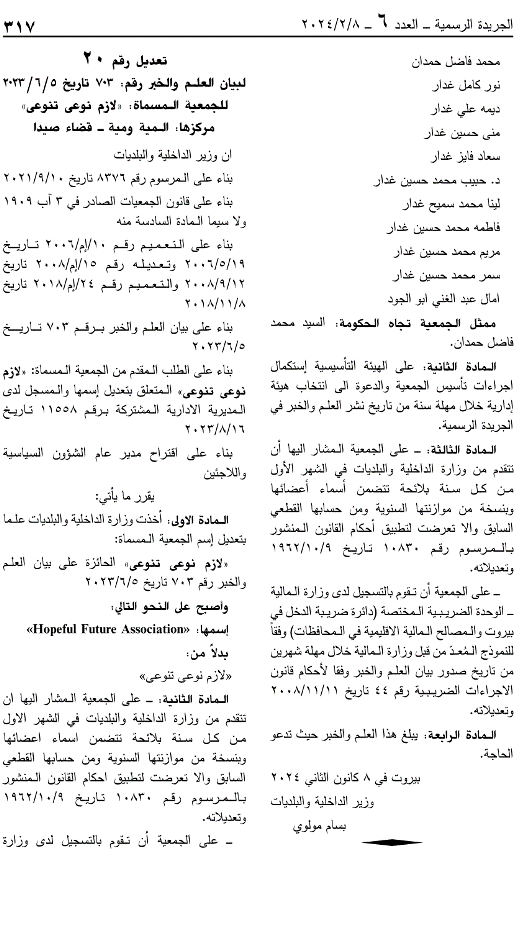 الجريدة الرسمية ــ العدد ٦ ــ ٢٠٢٤/٢/٨
٣١٧
محمد فاضل حمدان
نور كامل غدار
ديمه علي غدار
منى حسين غدار
سعاد فايز غدار
د. حبيب محمد حسين غدار
لينا محمد سميح غدار
فاطمه محمد حسين غدار
مريم محمد حسين غدار
سمر محمد حسين غدار
امال عبد الغني ابو الجود
ممثل الجمعية تجاه الحكومة: السيد محمد
فاضل حمدان.
المادة الثانية: على الهيئة التأسيسية إستكمال
اجراءات تأسيس الجمعية والدعوة الى انتخاب هيئة
إدارية خلال مهلة سنة من تاريخ نشر العلم والخبر في
الجريدة الرسمية.
المادة الثالثة: ــ على الجمعية المشار اليها أن
تتقدم من وزارة الداخلية والبلديات في الشهر الأول
من كل سنة بلائحة تتضمن أسماء أعضائها
وبنسخة من موازنتها السنوية ومن حسابها القطعي
السابق والا تعرضت لتطبيق أحكام القانون المنشور
بالمرسوم رقم ١٠٨٣٠ تاريخ ١٩٦٢/١٠/٩
وتعديلاته.
ــ على الجمعية أن تقوم بالتسجيل لدى وزارة المالية
ــ الوحدة الضريبية المختصة (دائرة ضريبة الدخل في
بيروت والمصالح المالية الاقليمية في المحافظات) وفقاً
للنموذج المُعدّ من قبل وزارة المالية خلال مهلة شهرين
من تاريخ صدور بيان العلم والخبر وفقا لأحكام قانون
الاجراءات الضريبية رقم ٤٤ تاريخ ٢٠٠٨/١١/١١
وتعديلاته.
المادة الرابعة: يبلغ هذا العلم والخبر حيث تدعو
الحاجة.
بيروت في ٨ كانون الثاني ٢٠٢٤
وزير الداخلية والبلديات
بسام مولوي
تعديل رقم ٢٠
لبيان العلم والخبر رقم: ٧٠٣ تاريخ ٢٠٢٣/٦/٥
للجمعية المسماة: «لازم نوعى تنوعى»
مركزها: المية ومية ــ قضاء صيدا
ان وزير الداخلية والبلديات
بناء على المرسوم رقم ٨٣٧٦ تاريخ ٢٠٢١/٩/١٠
بناء على قانون الجمعيات الصادر في ٣ آب ١٩٠٩
ولا سيما المادة السادسة منه
بناء على التعميم رقم ١٠/إم/٢٠٠٦ تاريخ
٢٠٠٦/٥/١٩ وتعديله رقم ١٥/إم/٢٠٠٨ تاريخ
٢٠٠٨/٩/١٢ والتعميم رقم ٢٤/إم/٢٠١٨ تاريخ
٢٠١٨/١١/٨
بناء على بيان العلم والخبر برقم ٧٠٣ تاريخ
٢٠٢٣/٦/٥
بناء على الطلب المقدم من الجمعية المسماة: «لازم
نوعى تنوعى» المتعلق بتعديل إسمها والمسجل لدى
المديرية الادارية المشتركة برقم ١١٥٥٨ تاريخ
٢٠٢٣/٨/١٦
بناء على اقتراح مدير عام الشؤون السياسية
واللاجئين
يقرر ما يأتي:
المادة الاولى: أخذت وزارة الداخلية والبلديات علما
بتعديل إسم الجمعية المسماة:
«لازم نوعى تنوعى» الحائزة على بيان العلم
والخبر رقم ٧٠٣ تاريخ ٢٠٢٣/٦/٥
وأصبح على النحو التالي:
إسمها: «Hopeful Future Association»
بدلاً من:
«لازم نوعى تنوعى»
المادة الثانية: ــ على الجمعية المشار اليها ان
تتقدم من وزارة الداخلية والبلديات في الشهر الاول
من كل سنة بلائحة تتضمن اسماء اعضائها
وبنسخة من موازنتها السنوية ومن حسابها القطعي
السابق والا تعرضت لتطبيق احكام القانون المنشور
بالمرسوم رقم ١٠٨٣٠ تاريخ ١٩٦٢/١٠/٩
وتعديلاته.
ــ على الجمعية أن تقوم بالتسجيل لدى وزارة